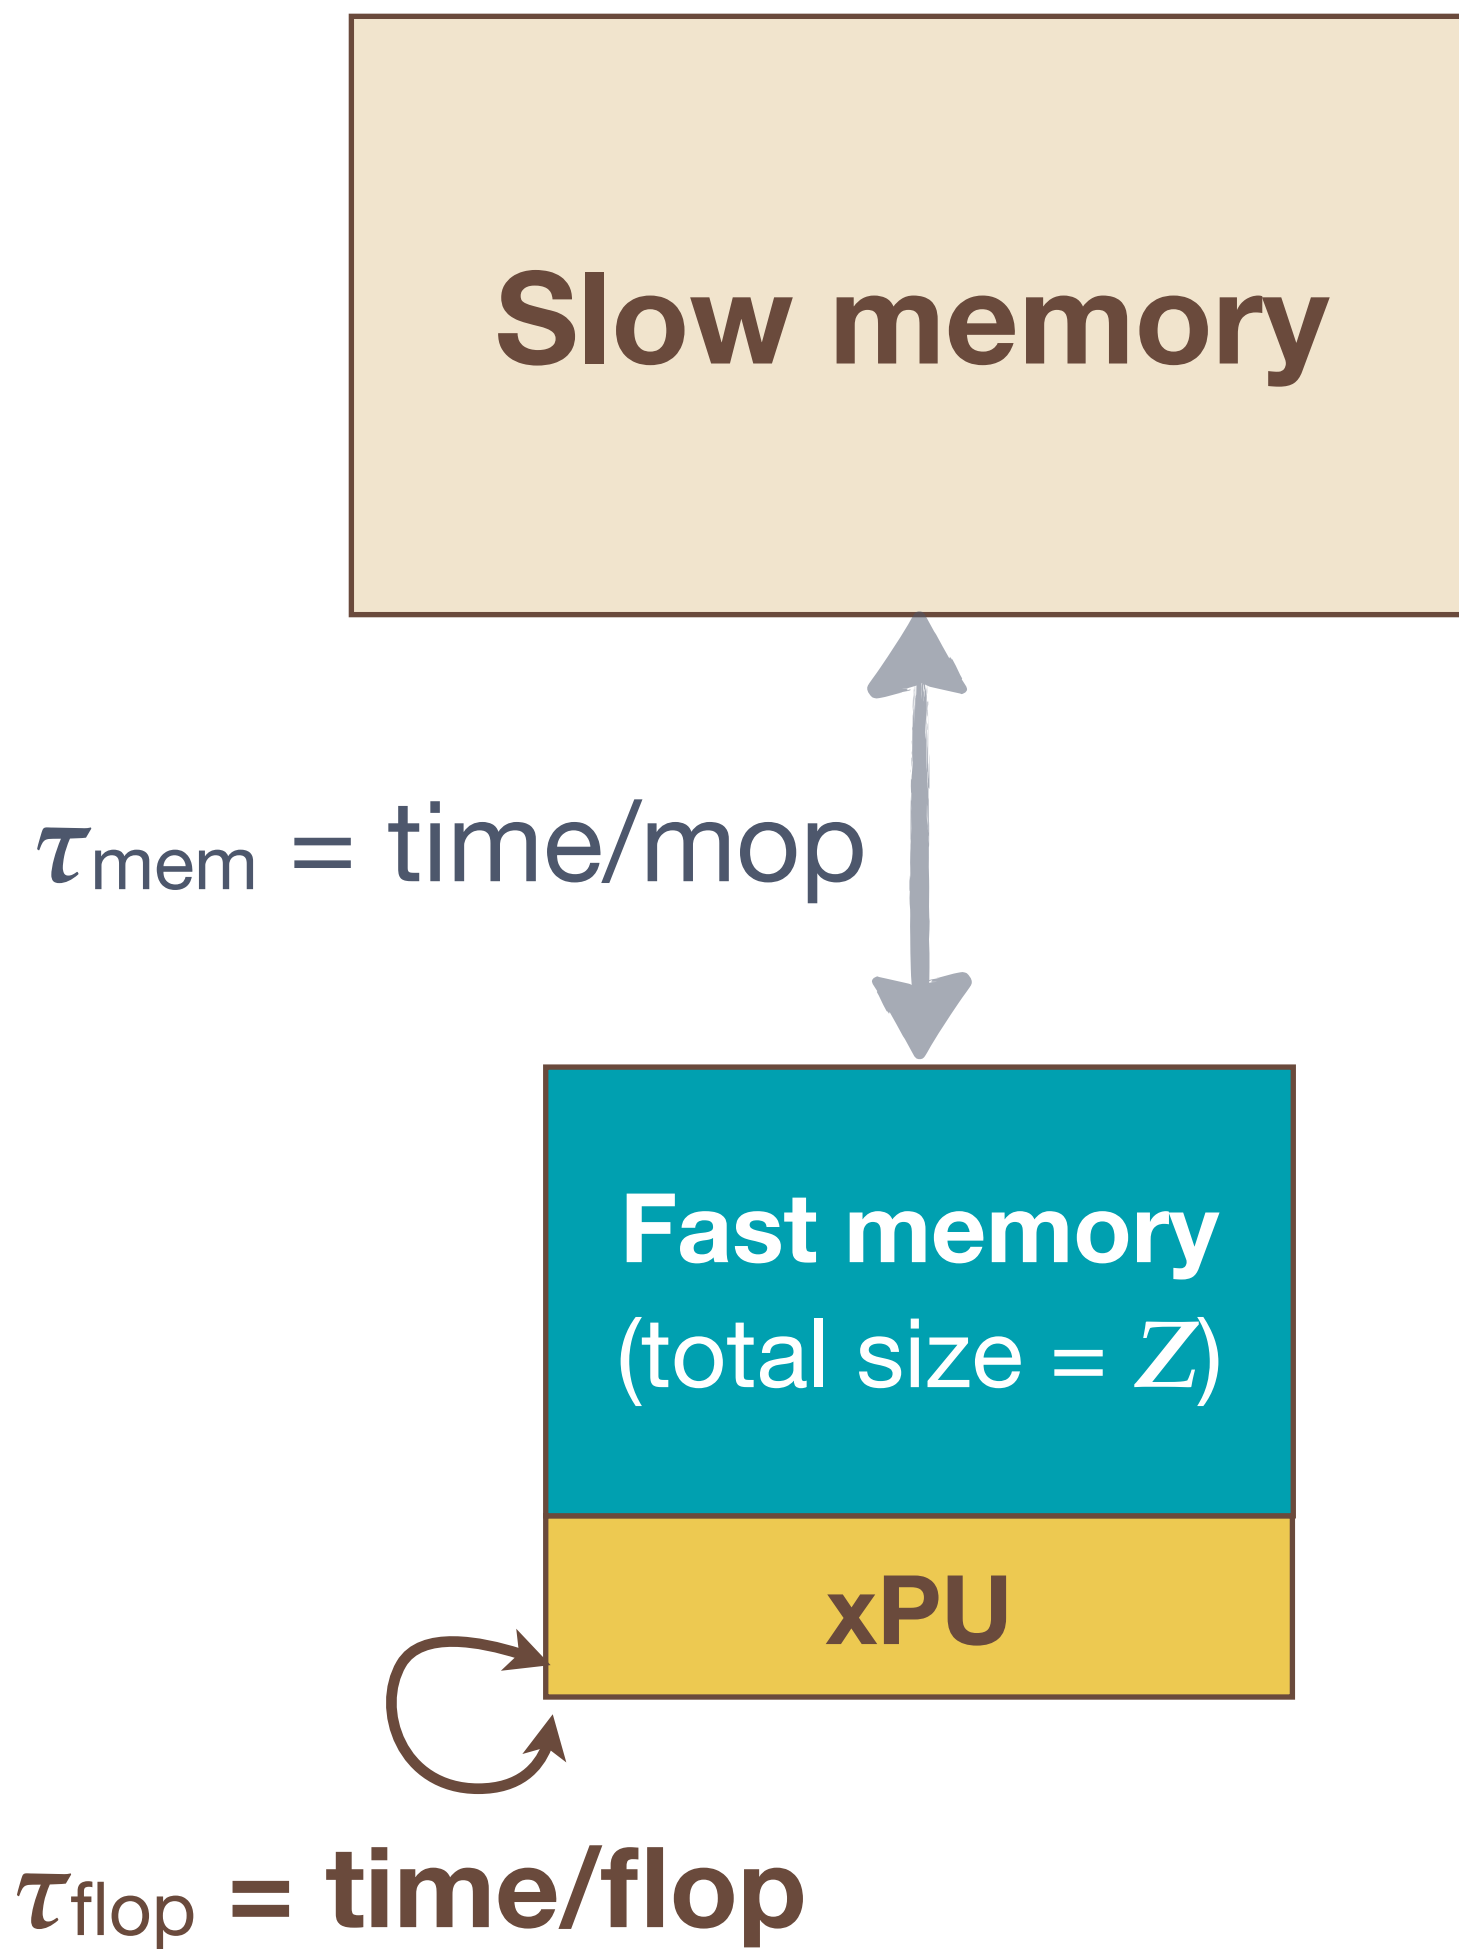 Slow memory
τmem = time/mop
Fast memory
(total size = Z)
xPU
τflop = time/flop